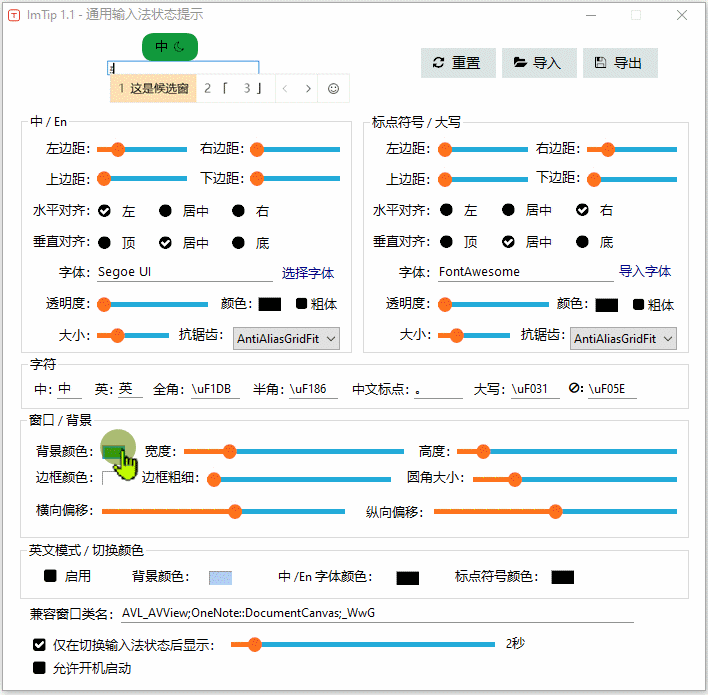 ImTip 1.1 - 通用输入法状态提示
中
重置 导入 导出
1 这是候选窗 2 「 3 」
中 / En
左边距: 右边距:
上边距: 下边距:
水平对齐: 左 居中 右
垂直对齐: 顶 居中 底
字体: Segoe UI 选择字体
透明度: 颜色: 粗体
大小: 抗锯齿: AntiAliasGridFit
标点符号 / 大写
左边距: 右边距:
上边距: 下边距:
水平对齐: 左 居中 右
垂直对齐: 顶 居中 底
字体: FontAwesome 导入字体
透明度: 颜色: 粗体
大小: 抗锯齿: AntiAliasGridFit
字符
中: 中 英: 英 全角: \uF1DB 半角: \uF186 中文标点: 。 大写: \uF031 : \uF05E
窗口 / 背景
背景颜色: 宽度: 高度:
边框颜色: 边框粗细: 圆角大小:
横向偏移: 纵向偏移:
英文模式 / 切换颜色
启用 背景颜色: 中 /En 字体颜色: 标点符号颜色:
兼容窗口类名: AVL_AVView;OneNote::DocumentCanvas;_WwG
仅在切换输入法状态后显示: 2秒
允许开机启动